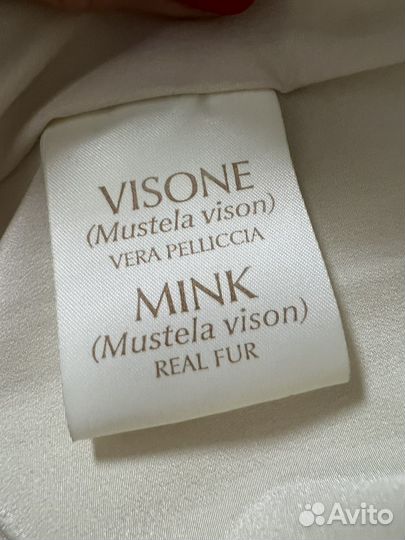 VISONE
(Mustela vison)
VERA PELLICCIA
MINK
(Mustela vison)
REAL FUR
Avito